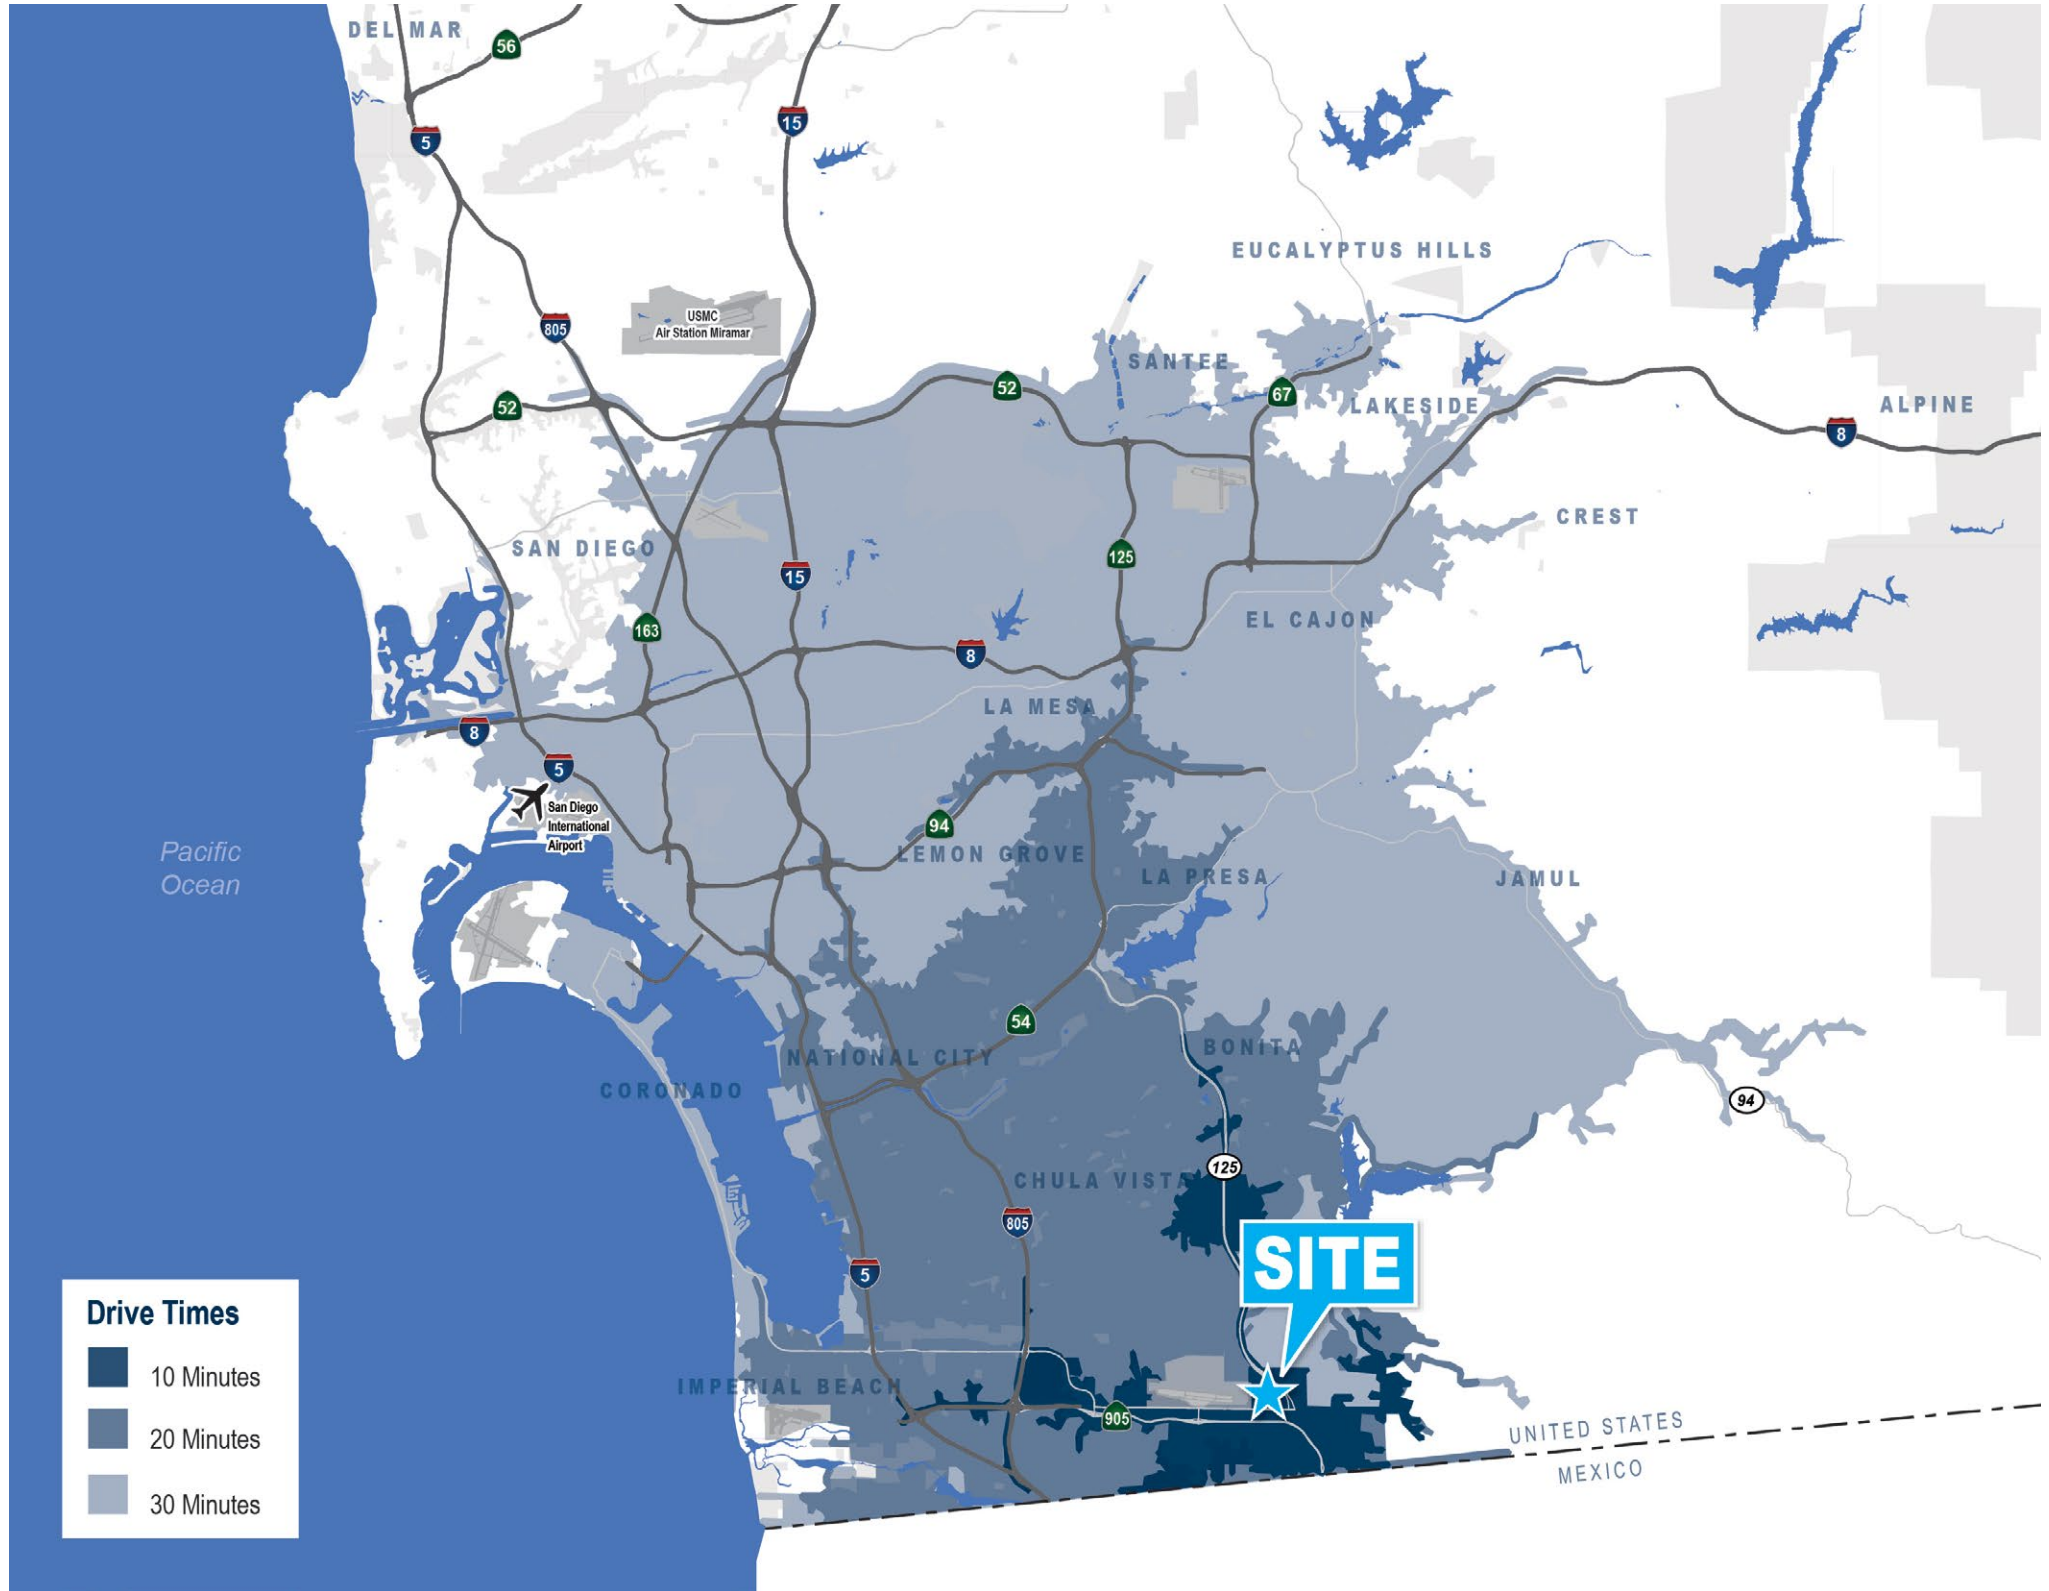 DEL MAR
56
15
5
EUCALYPTUS HILLS
USMC
Air Station Miramar
805
SANTEE
52
67
52
LAKESIDE
ALPINE
8
CREST
SAN DIEGO
125
15
EL CAJON
163
8
LA MESA
8
5
San Diego
International
Airport
94
LEMON GROVE
Pacific
Ocean
LA PRESA
JAMUL
54
BONITA
NATIONAL CITY
CORONADO
94
125
CHULA VISTA
805
SITE
5
IMPERIAL BEACH
905
UNITED STATES
MEXICO
Drive Times
10 Minutes
20 Minutes
30 Minutes